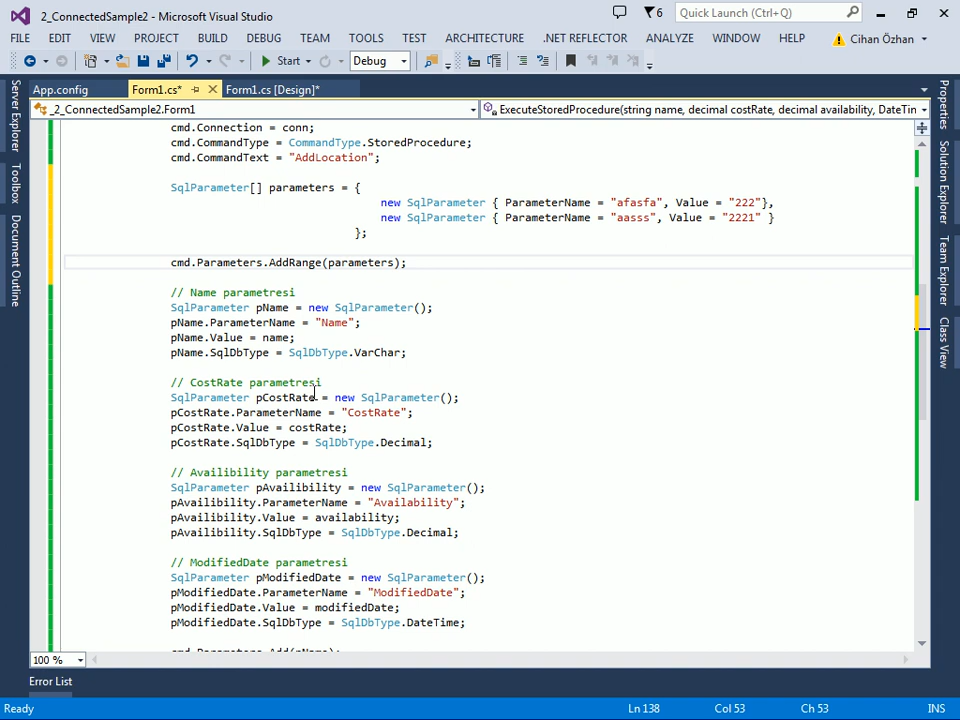 2_ConnectedSample2 - Microsoft Visual Studio
6
Quick Launch (Ctrl+Q)
FILE EDIT VIEW PROJECT BUILD DEBUG TEAM TOOLS TEST ARCHITECTURE .NET REFLECTOR ANALYZE WINDOW HELP Cihan Özhan
Start Debug
App.config Form1.cs* Form1.cs [Design]*
_2_ConnectedSample2.Form1 ExecuteStoredProcedure(string name, decimal costRate, decimal availability, DateTin
Server Explorer
Toolbox
Document Outline
cmd.Connection = conn;
cmd.CommandType = CommandType.StoredProcedure;
cmd.CommandText = "AddLocation";
SqlParameter[] parameters = {
new SqlParameter { ParameterName = "afasfa", Value = "222"},
new SqlParameter { ParameterName = "aasss", Value = "2221" }
};
cmd.Parameters.AddRange(parameters);
// Name parametresi
SqlParameter pName = new SqlParameter();
pName.ParameterName = "Name";
pName.Value = name;
pName.SqlDbType = SqlDbType.VarChar;
// CostRate parametresi
SqlParameter pCostRate = new SqlParameter();
pCostRate.ParameterName = "CostRate";
pCostRate.Value = costRate;
pCostRate.SqlDbType = SqlDbType.Decimal;
// Availibility parametresi
SqlParameter pAvailibility = new SqlParameter();
pAvailibility.ParameterName = "Availability";
pAvailibility.Value = availability;
pAvailibility.SqlDbType = SqlDbType.Decimal;
// ModifiedDate parametresi
SqlParameter pModifiedDate = new SqlParameter();
pModifiedDate.ParameterName = "ModifiedDate";
pModifiedDate.Value = modifiedDate;
pModifiedDate.SqlDbType = SqlDbType.DateTime;
cmd.Parameters.Add(pName);
Properties
Solution Explorer
Team Explorer
Class View
100 %
Error List
Ready Ln 138 Col 53 Ch 53 INS